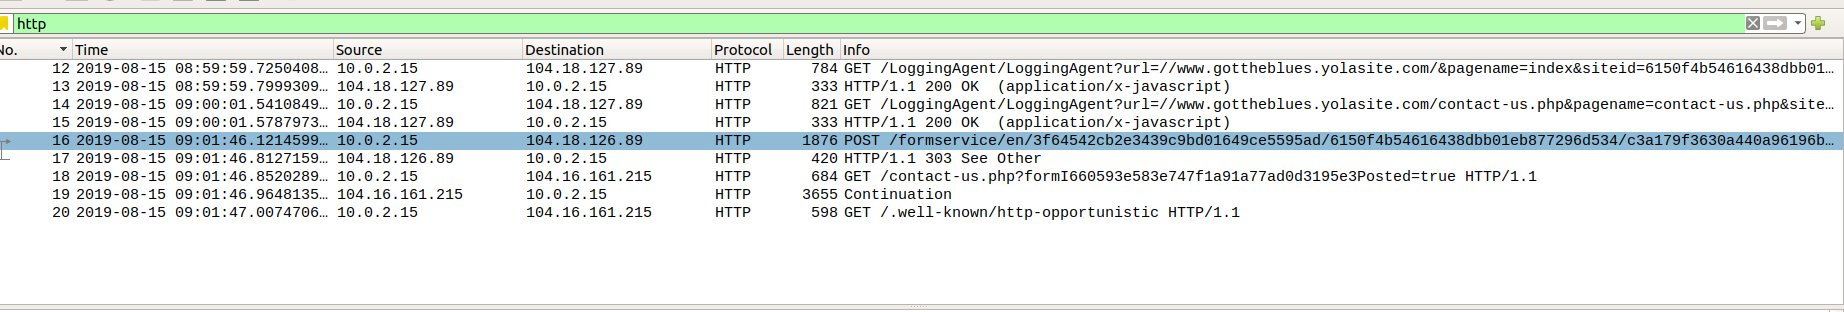 http
No. Time Source Destination Protocol Length Info
12 2019-08-15 08:59:59.7250408… 10.0.2.15 104.18.127.89 HTTP 784 GET /LoggingAgent/LoggingAgent?url=//www.gottheblues.yolasite.com/&pagename=index&siteid=6150f4b54616438dbb01…
13 2019-08-15 08:59:59.7999309… 104.18.127.89 10.0.2.15 HTTP 333 HTTP/1.1 200 OK (application/x-javascript)
14 2019-08-15 09:00:01.5410849… 10.0.2.15 104.18.127.89 HTTP 821 GET /LoggingAgent/LoggingAgent?url=//www.gottheblues.yolasite.com/contact-us.php&pagename=contact-us.php&site…
15 2019-08-15 09:00:01.5787973… 104.18.127.89 10.0.2.15 HTTP 333 HTTP/1.1 200 OK (application/x-javascript)
16 2019-08-15 09:01:46.1214599… 10.0.2.15 104.18.126.89 HTTP 1876 POST /formservice/en/3f64542cb2e3439c9bd01649ce5595ad/6150f4b54616438dbb01eb877296d534/c3a179f3630a440a96196b…
17 2019-08-15 09:01:46.8127159… 104.18.126.89 10.0.2.15 HTTP 420 HTTP/1.1 303 See Other
18 2019-08-15 09:01:46.8520289… 10.0.2.15 104.16.161.215 HTTP 684 GET /contact-us.php?formI660593e583e747f1a91a77ad0d3195e3Posted=true HTTP/1.1
19 2019-08-15 09:01:46.9648135… 104.16.161.215 10.0.2.15 HTTP 3655 Continuation
20 2019-08-15 09:01:47.0074706… 10.0.2.15 104.16.161.215 HTTP 598 GET /.well-known/http-opportunistic HTTP/1.1